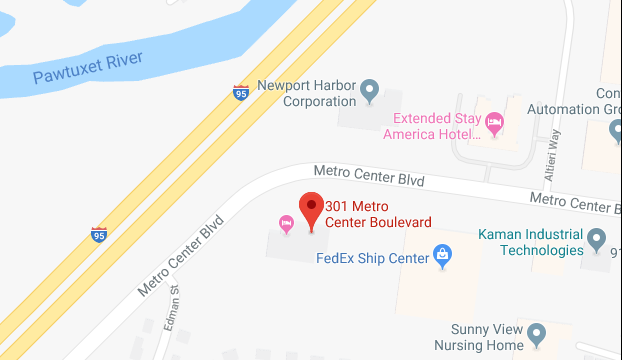 Pawtuxet River
95
Newport Harbor
Corporation
Con
Automation Gro
Extended Stay
America Hotel...
Altieri Way
Metro Center Blvd
Metro Center B
301 Metro
Center Boulevard
95
Metro Center Blvd
Kaman Industrial
Technologies
91
FedEx Ship Center
Edman St
Sunny View
Nursing Home